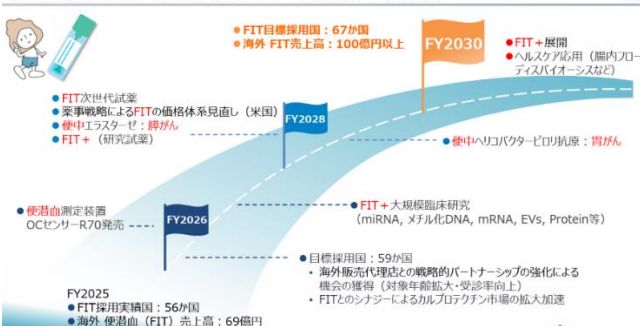 ● FIT目標採用国：67か国
● 海外 FIT売上高：100億円以上
FY2030
● FIT+展開
● ヘルスケア応用（腸内フロー
ディスバイオーシスなど）
● FIT次世代試薬
● 薬事戦略によるFITの価格体系見直し（米国）
● 便中エラスターゼ：膵がん
● FIT+（研究試薬）
FY2028
● 便中ヘリコバクターピロリ抗原：胃がん
● 便潜血測定装置
OCセンサーR70発売
FY2026
● FIT+大規模臨床研究
（miRNA, メチル化DNA, mRNA, EVs, Protein等）
● 目標採用国：59か国
• 海外販売代理店との戦略的パートナーシップの強化による
機会の獲得（対象年齢拡大・受診率向上）
• FITとのシナジーによるカルプロテクチン市場の拡大加速
FY2025
● FIT採用実績国：56か国
● 海外 便潜血（FIT）売上高：69億円